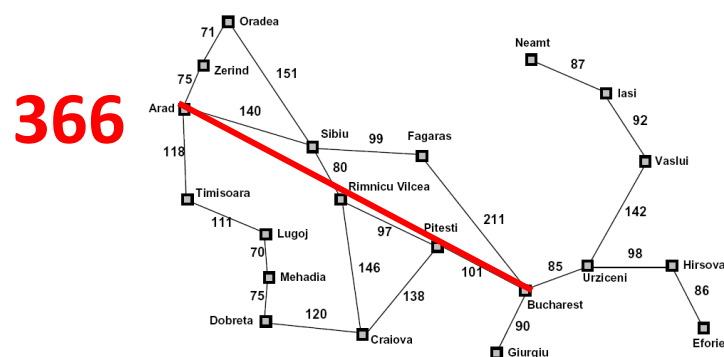 Oradea
71
Neamt
Zerind
87
151
75
Iasi
366
Arad
140
92
Sibiu
99
Fagaras
118
80
Vaslui
Rimnicu Vilcea
Timisoara
142
111
211
Lugoj
97
Pitesti
70
98
Hirsova
146
101
85
Mehadia
Urziceni
86
75
138
Bucharest
120
90
Dobreta
Eforie
Craiova
Giurgiu